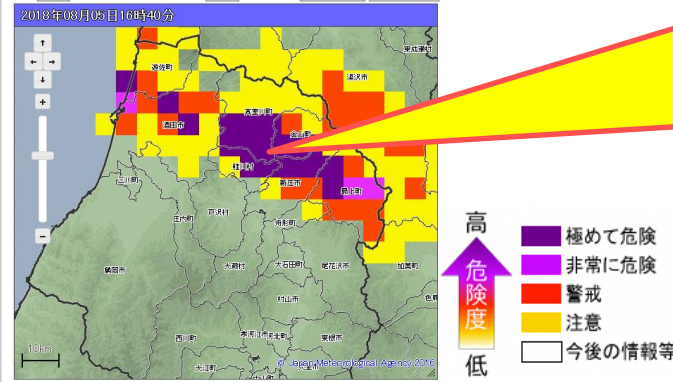 2018年08月05日16時40分
東成瀬村
遊佐町
湯沢市
真室川町
酒田市
金山町
鮭川村
三川町
新庄市
最上町
庄内町
戸沢村
舟形町
鶴岡市
大蔵村
大石田町
尾花沢市
加美町
村山市
西川町
寒河江市
河北町
東根市
大江町
10km
© Japan Meteorological Agency 2016
高
危険度
低
極めて危険
非常に危険
警戒
注意
今後の情報等